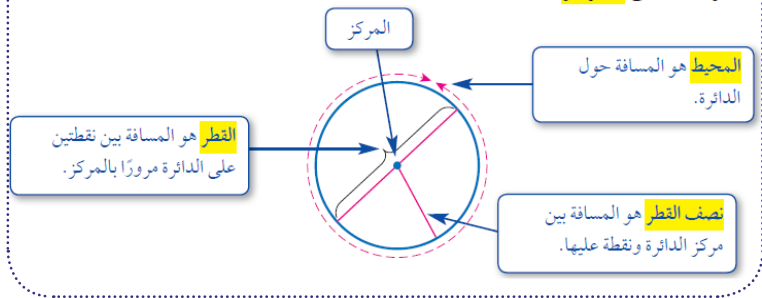 المركز
المحيط هو المسافة حول
الدائرة.
القطر هو المسافة بين نقطتين
على الدائرة مرورًا بالمركز.
نصف القطر هو المسافة بين
مركز الدائرة ونقطة عليها.